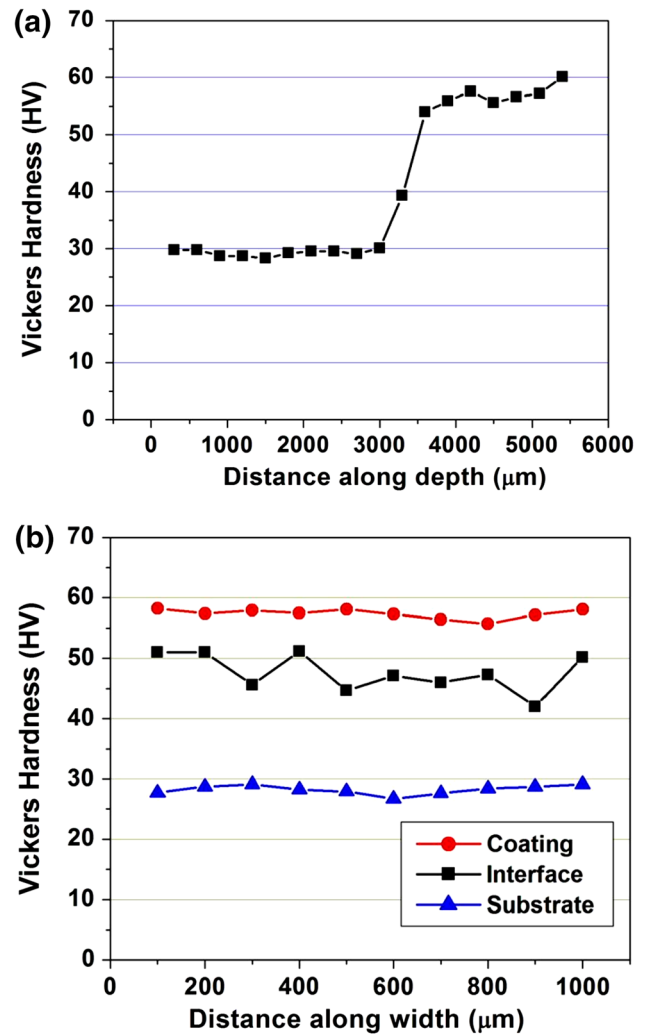 (a)
70
60
50
40
30
20
10
0
Vickers Hardness (HV)
0 1000 2000 3000 4000 5000 6000
Distance along depth (μm)
(b)
70
60
50
40
30
20
10
0
Vickers Hardness (HV)
Coating
Interface
Substrate
0 200 400 600 800 1000
Distance along width (μm)